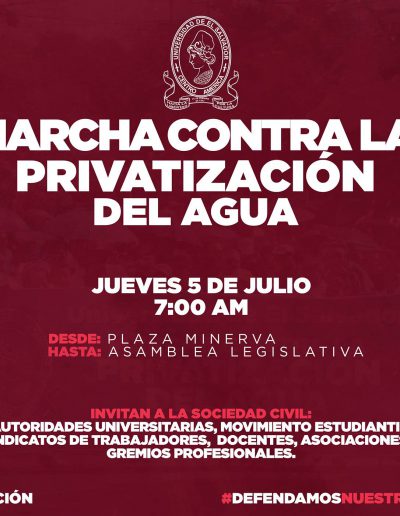 UNIVERSIDAD DE EL SALVADOR
CENTRO AMERICA
MARCHA CONTRA LA
PRIVATIZACIÓN
DEL AGUA
JUEVES 5 DE JULIO
7:00 AM
DESDE: PLAZA MINERVA
HASTA: ASAMBLEA LEGISLATIVA
INVITAN A LA SOCIEDAD CIVIL:
AUTORIDADES UNIVERSITARIAS, MOVIMIENTO ESTUDIANTI
NDICATOS DE TRABAJADORES, DOCENTES, ASOCIACIONES
GREMIOS PROFESIONALES.
CIÓN #DEFENDAMOSNUESTR